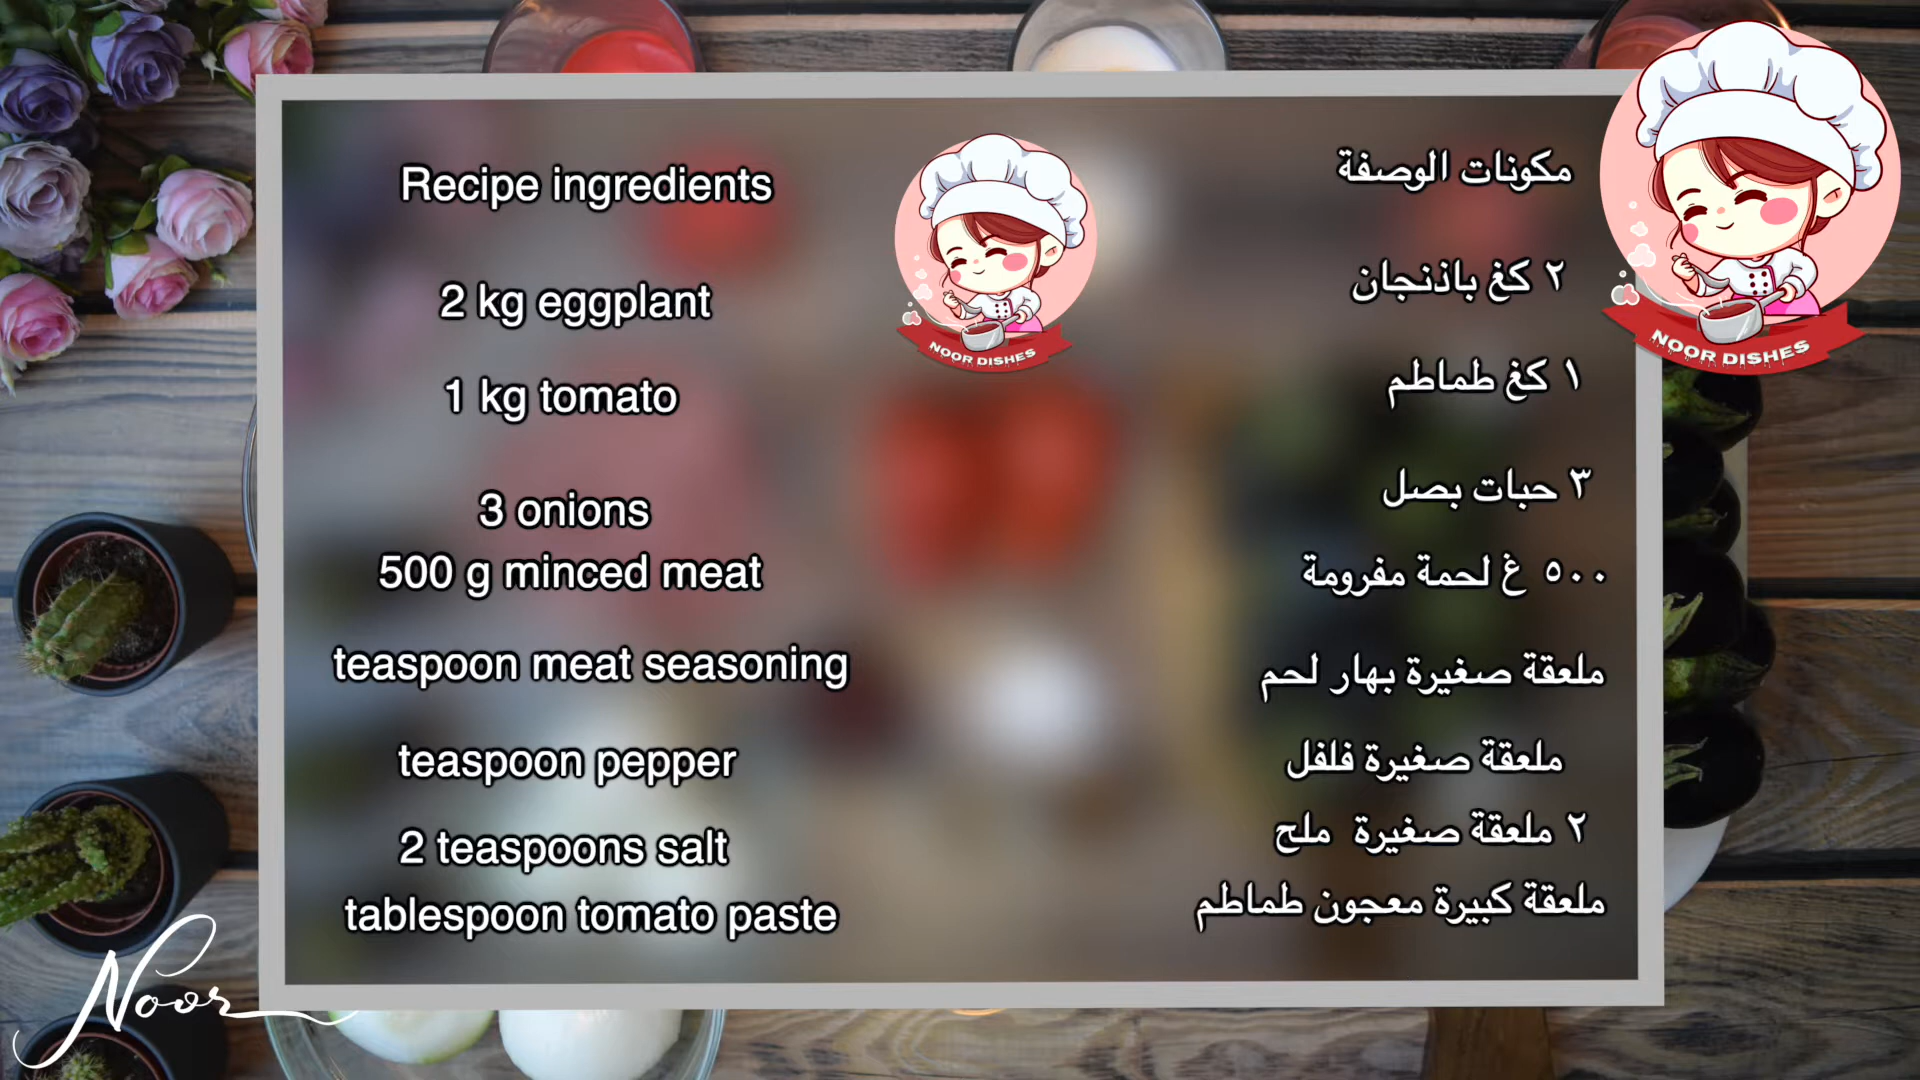 Recipe ingredients
2 kg eggplant
1 kg tomato
3 onions
500 g minced meat
teaspoon meat seasoning
teaspoon pepper
2 teaspoons salt
tablespoon tomato paste
مكونات الوصفة
٢ كغ باذنجان
١ كغ طماطم
٣ حبات بصل
٥٠٠ غ لحمة مفرومة
ملعقة صغيرة بهار لحم
ملعقة صغيرة فلفل
٢ ملعقة صغيرة ملح
ملعقة كبيرة معجون طماطم
NOOR DISHES
NOOR DISHES
Noor